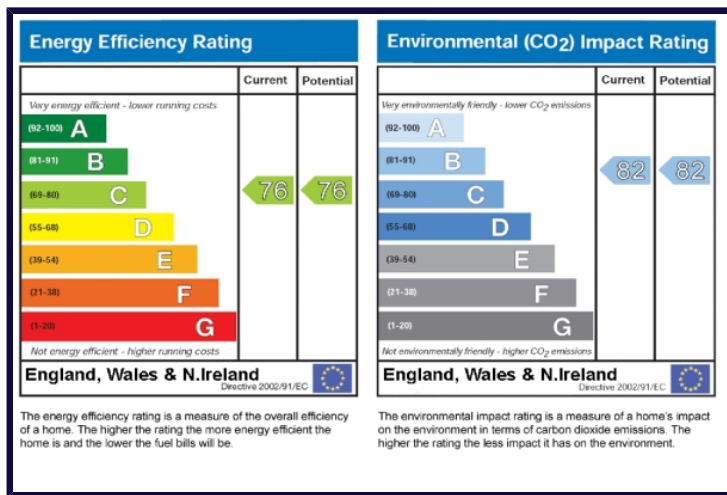 Energy Efficiency Rating
Current Potential
Very energy efficient - lower running costs
(92-100) A
(81-91) B
(69-80) C
76 76
(55-68) D
(39-54) E
(21-38) F
(1-20) G
Not energy efficient - higher running costs
England, Wales & N.Ireland
Directive 2002/91/EC
The energy efficiency rating is a measure of the overall efficiency
of a home. The higher the rating the more energy efficient the
home is and the lower the fuel bills will be.
Environmental (CO2) Impact Rating
Current Potential
Very environmentally friendly - lower CO2 emissions
(92-100) A
(81-91) B
82 82
(69-80) C
(55-68) D
(39-54) E
(21-38) F
(1-20) G
Not environmentally friendly - higher CO2 emissions
England, Wales & N.Ireland
Directive 2002/91/EC
The environmental impact rating is a measure of a home's impact
on the environment in terms of carbon dioxide emissions. The
higher the rating the less impact it has on the environment.